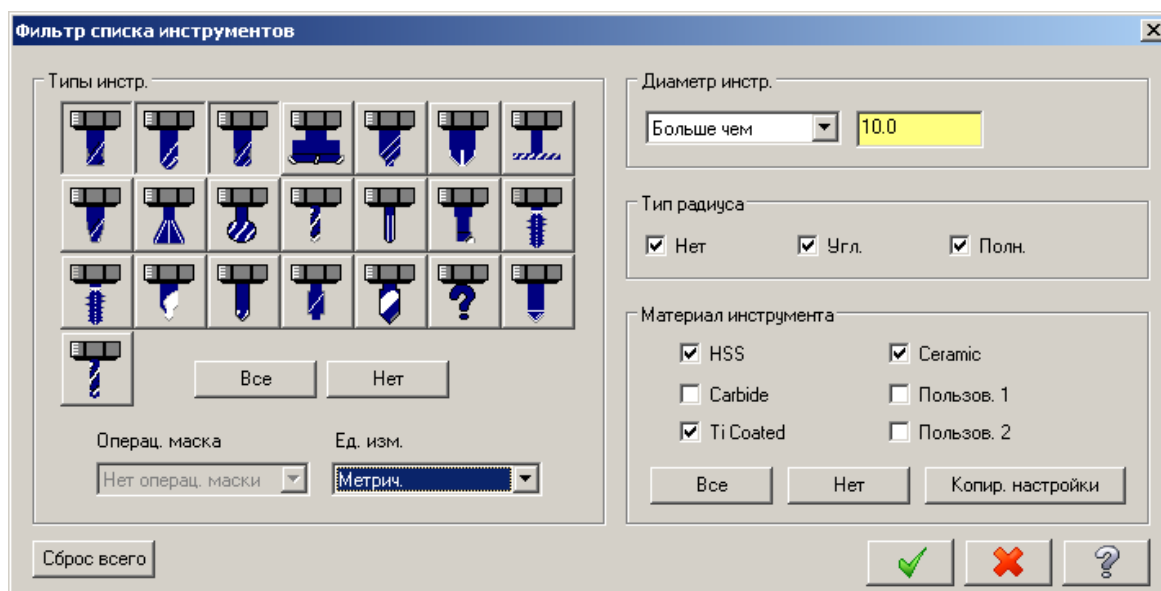 Фильтр списка инструментов
Типы инстр.
Все
Нет
Операц. маска
Ед. изм.
Нет операц. маски
Метрич.
Сброс всего
Диаметр инстр.
Больше чем
10.0
Тип радиуса
Нет
Угл.
Полн.
Материал инструмента
HSS
Ceramic
Carbide
Пользов. 1
Ti Coated
Пользов. 2
Все
Нет
Копир. настройки